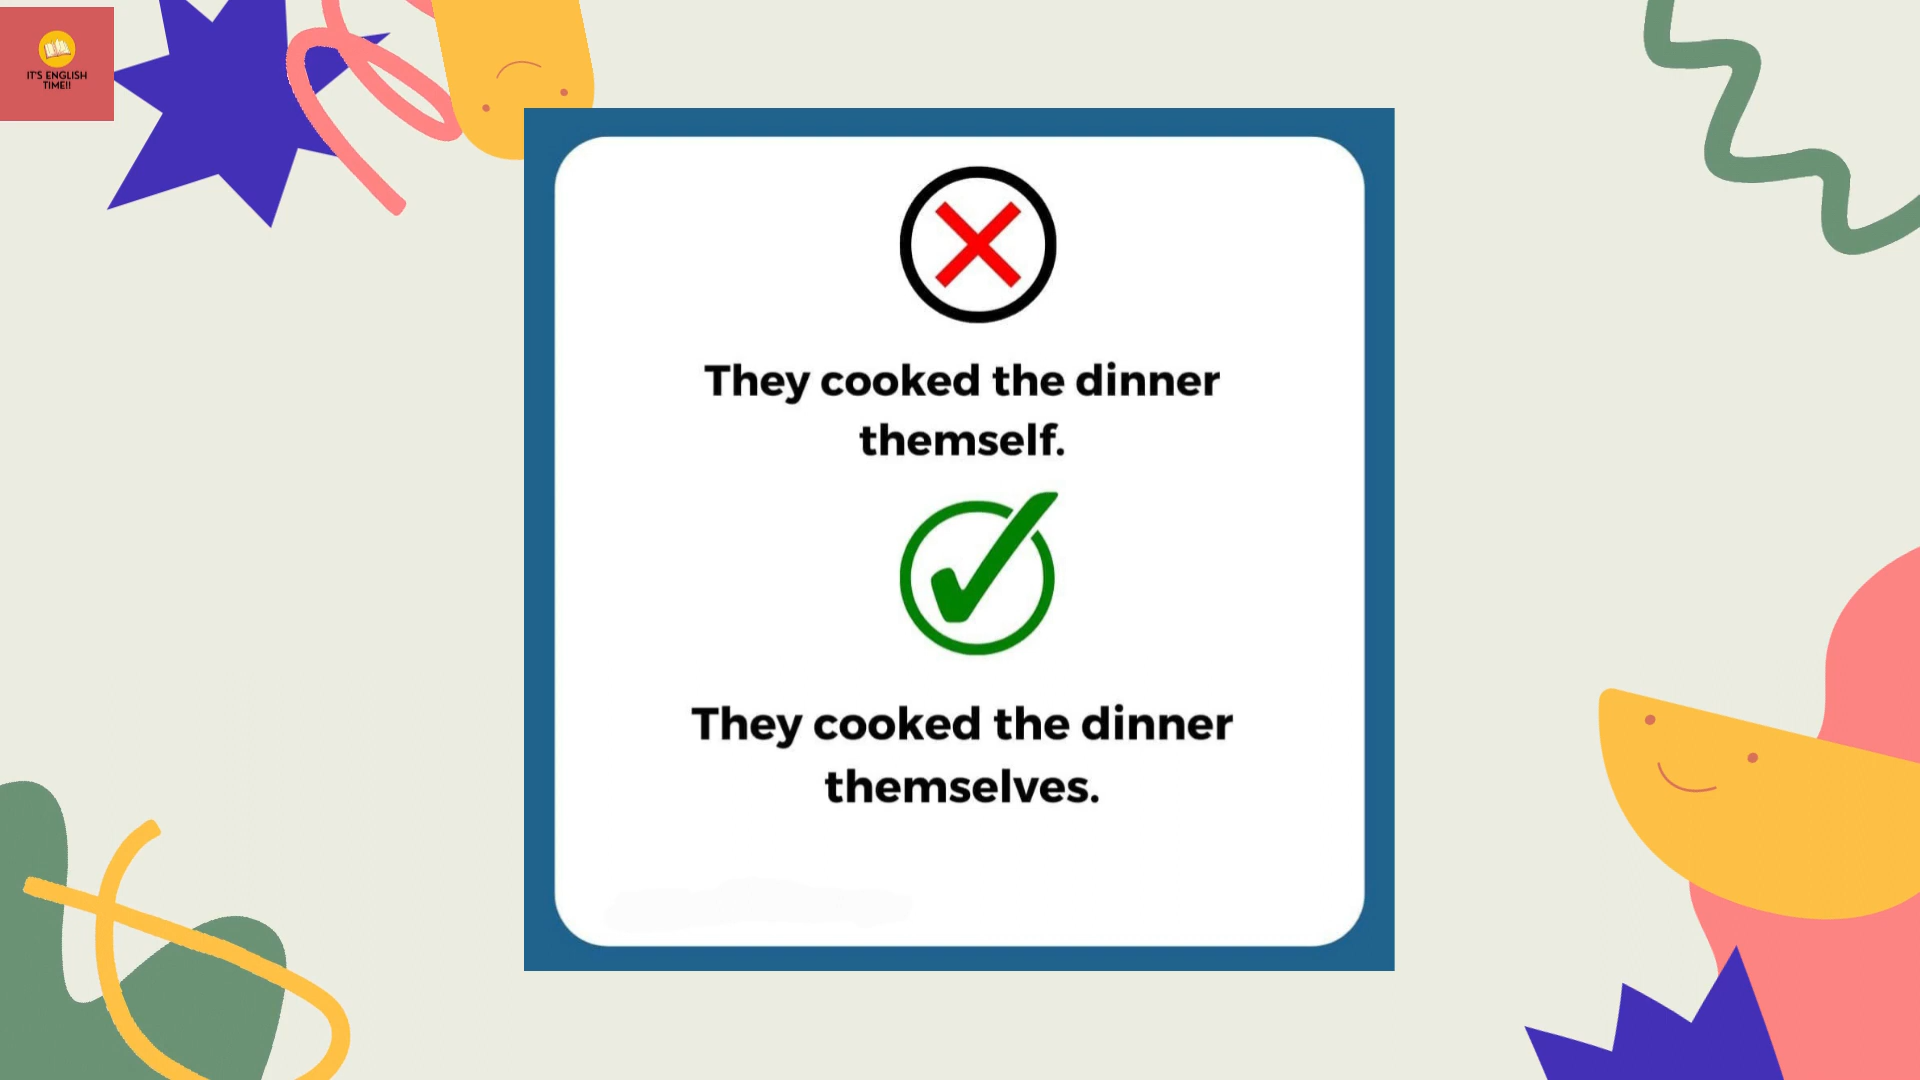 IT'S ENGLISH
TIME!!
They cooked the dinner
themself.
They cooked the dinner
themselves.